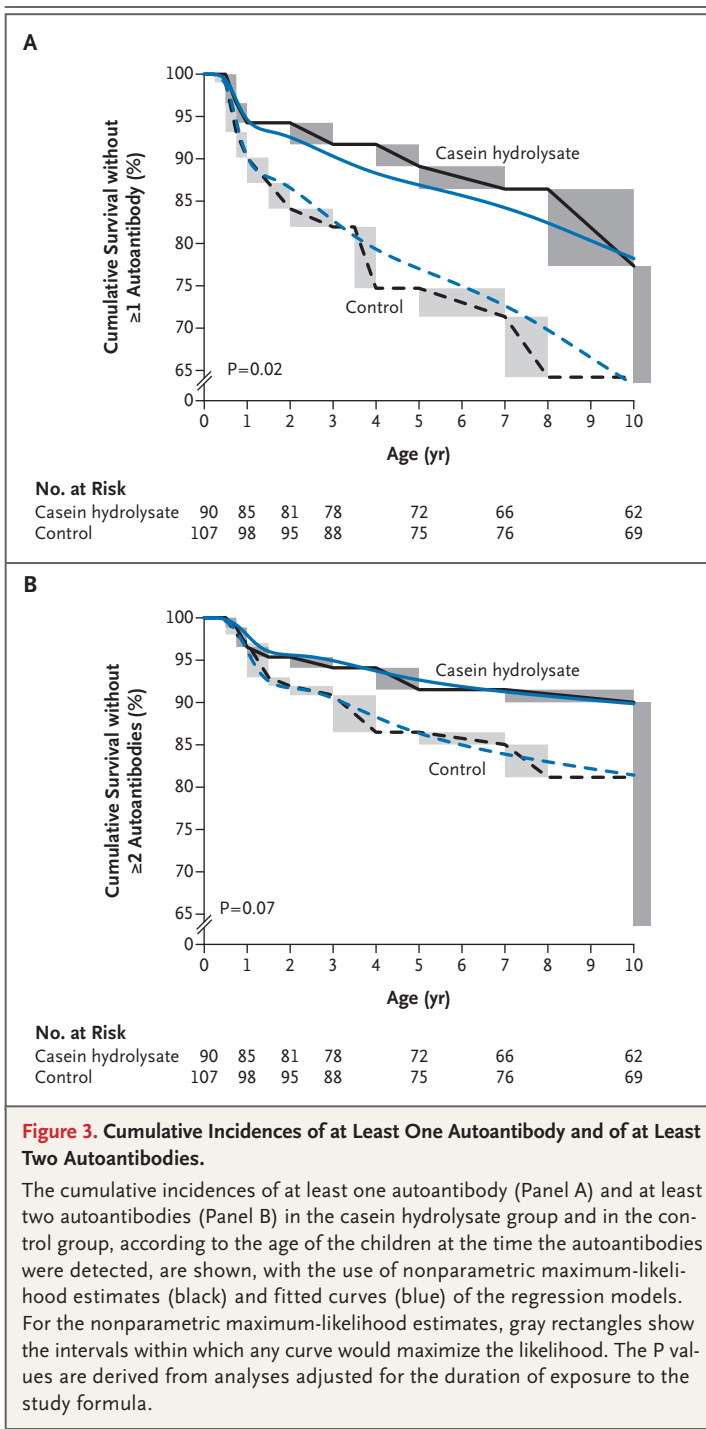 A
Cumulative Survival without
≥1 Autoantibody (%)
100
95
90
85
80
75
70
65
0
Casein hydrolysate
Control
P=0.02
0 1 2 3 4 5 6 7 8 9 10
Age (yr)
No. at Risk
Casein hydrolysate 90 85 81 78 72 66 62
Control 107 98 95 88 75 76 69
B
Cumulative Survival without
≥2 Autoantibodies (%)
100
95
90
85
80
75
70
65
0
Casein hydrolysate
Control
P=0.07
0 1 2 3 4 5 6 7 8 9 10
Age (yr)
No. at Risk
Casein hydrolysate 90 85 81 78 72 66 62
Control 107 98 95 88 75 76 69
Figure 3. Cumulative Incidences of at Least One Autoantibody and of at Least
Two Autoantibodies.
The cumulative incidences of at least one autoantibody (Panel A) and at least
two autoantibodies (Panel B) in the casein hydrolysate group and in the con-
trol group, according to the age of the children at the time the autoantibodies
were detected, are shown, with the use of nonparametric maximum-likeli-
hood estimates (black) and fitted curves (blue) of the regression models.
For the nonparametric maximum-likelihood estimates, gray rectangles show
the intervals within which any curve would maximize the likelihood. The P val-
ues are derived from analyses adjusted for the duration of exposure to the
study formula.